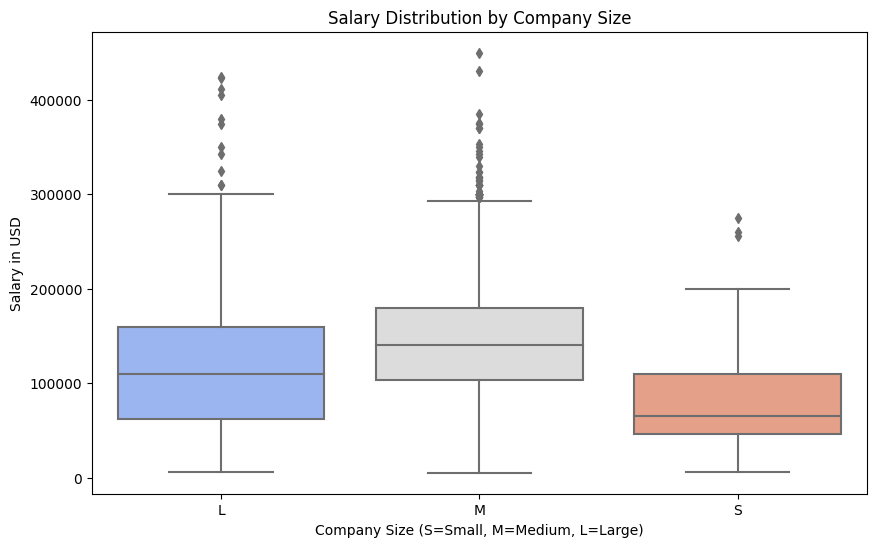 Salary Distribution by Company Size
Salary in USD
400000
300000
200000
100000
0
L M S
Company Size (S=Small, M=Medium, L=Large)